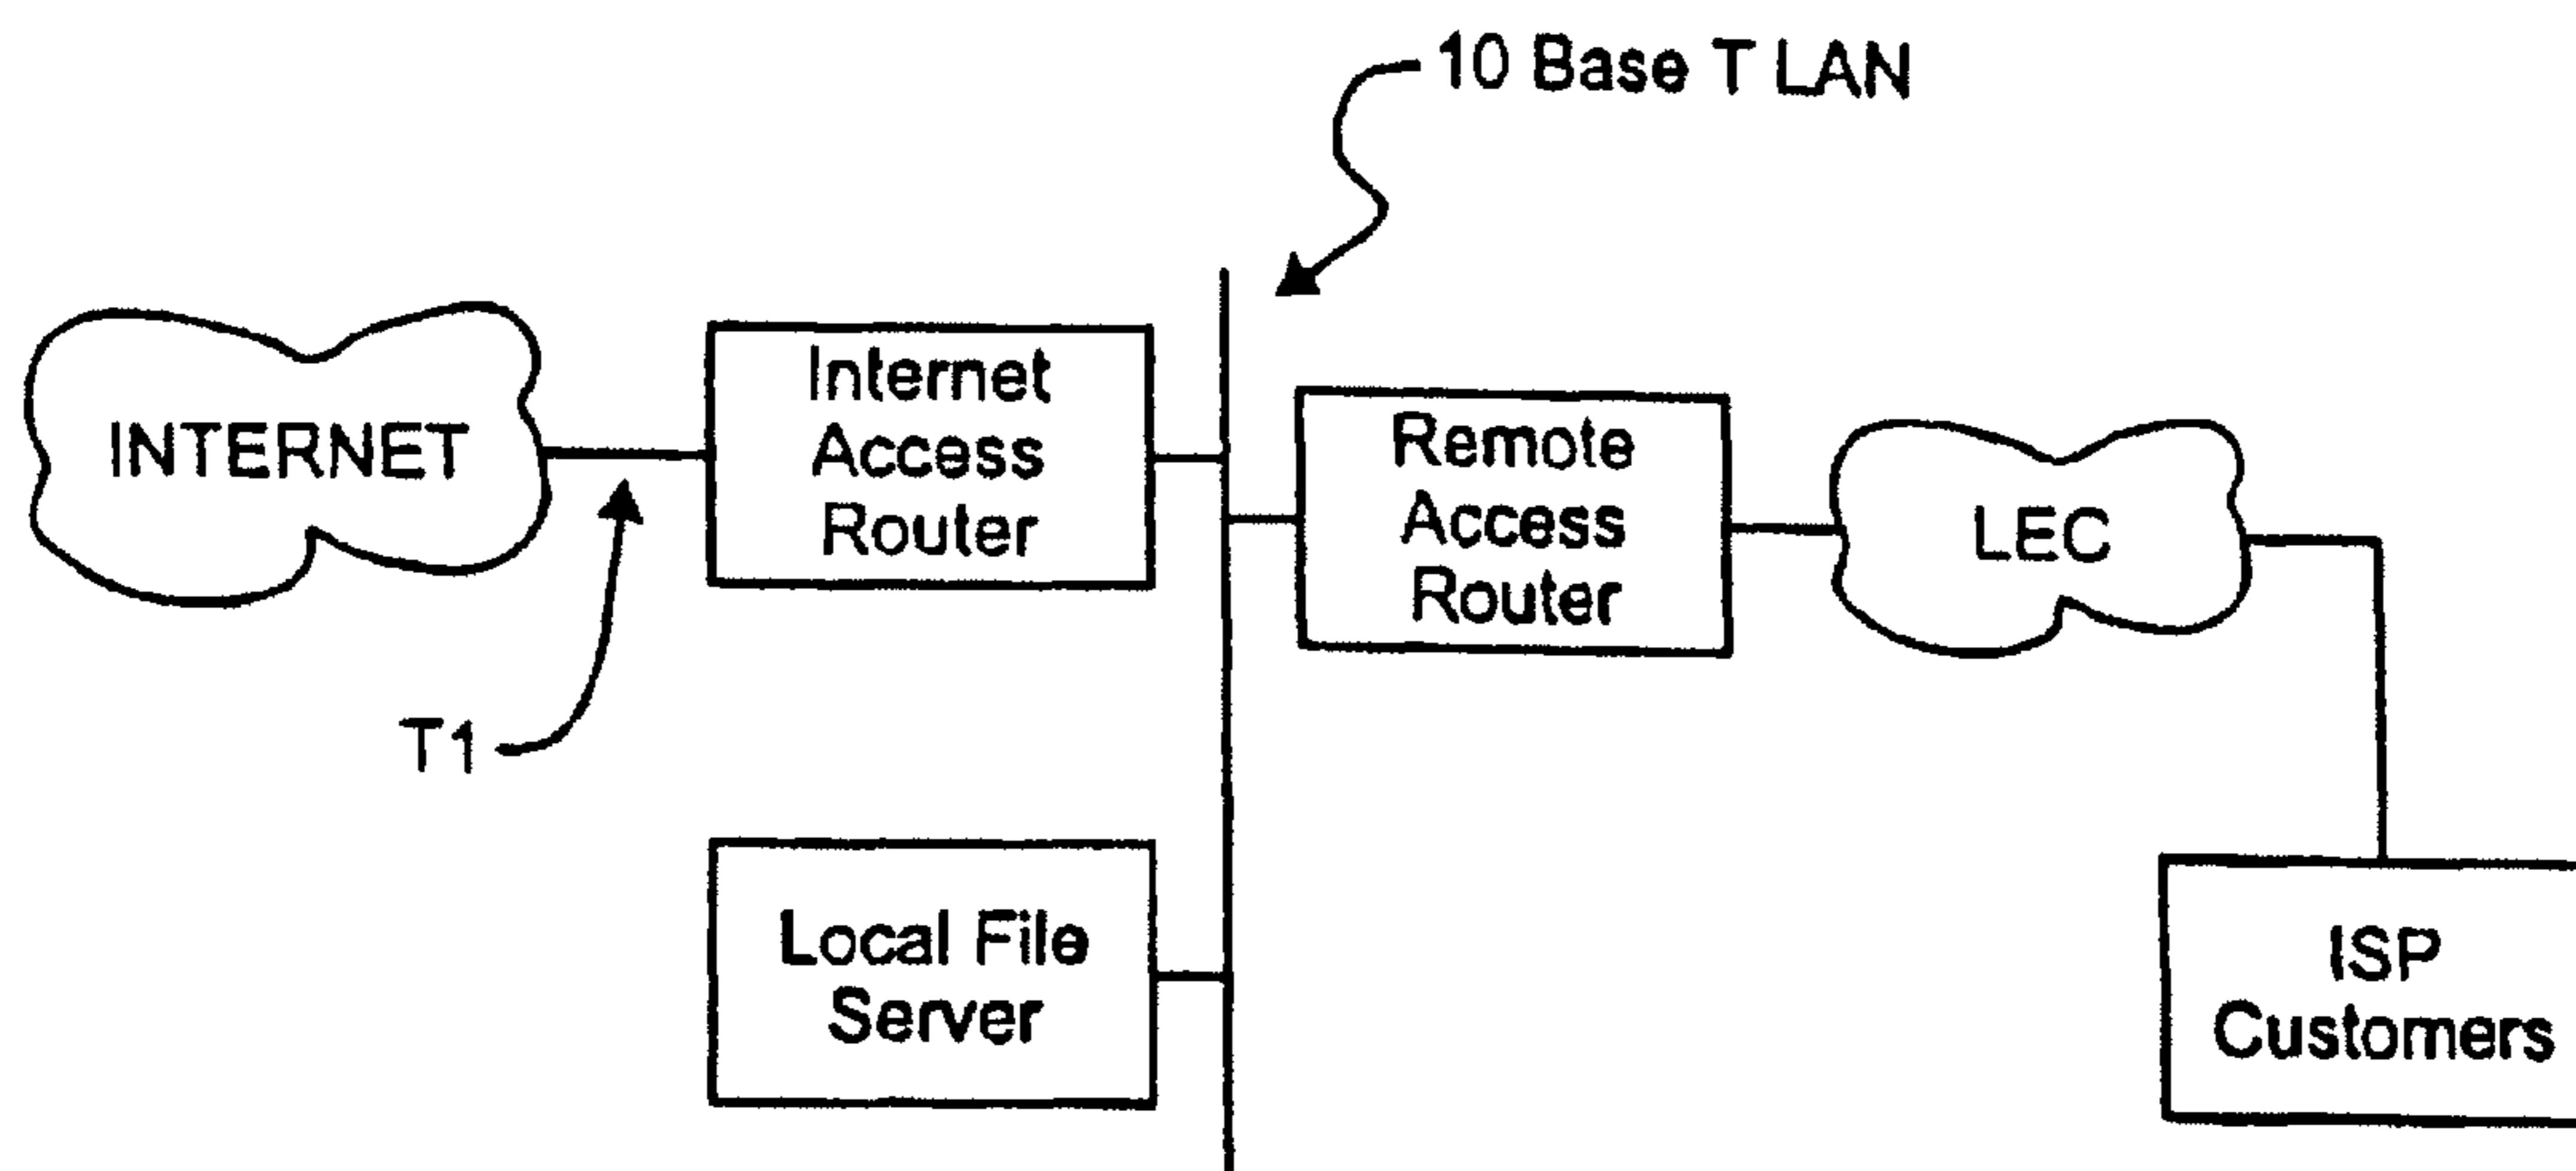 10 Base T LAN
INTERNET
Internet
Access
Router
Remote
Access
Router
LEC
T1
Local File
Server
ISP
Customers